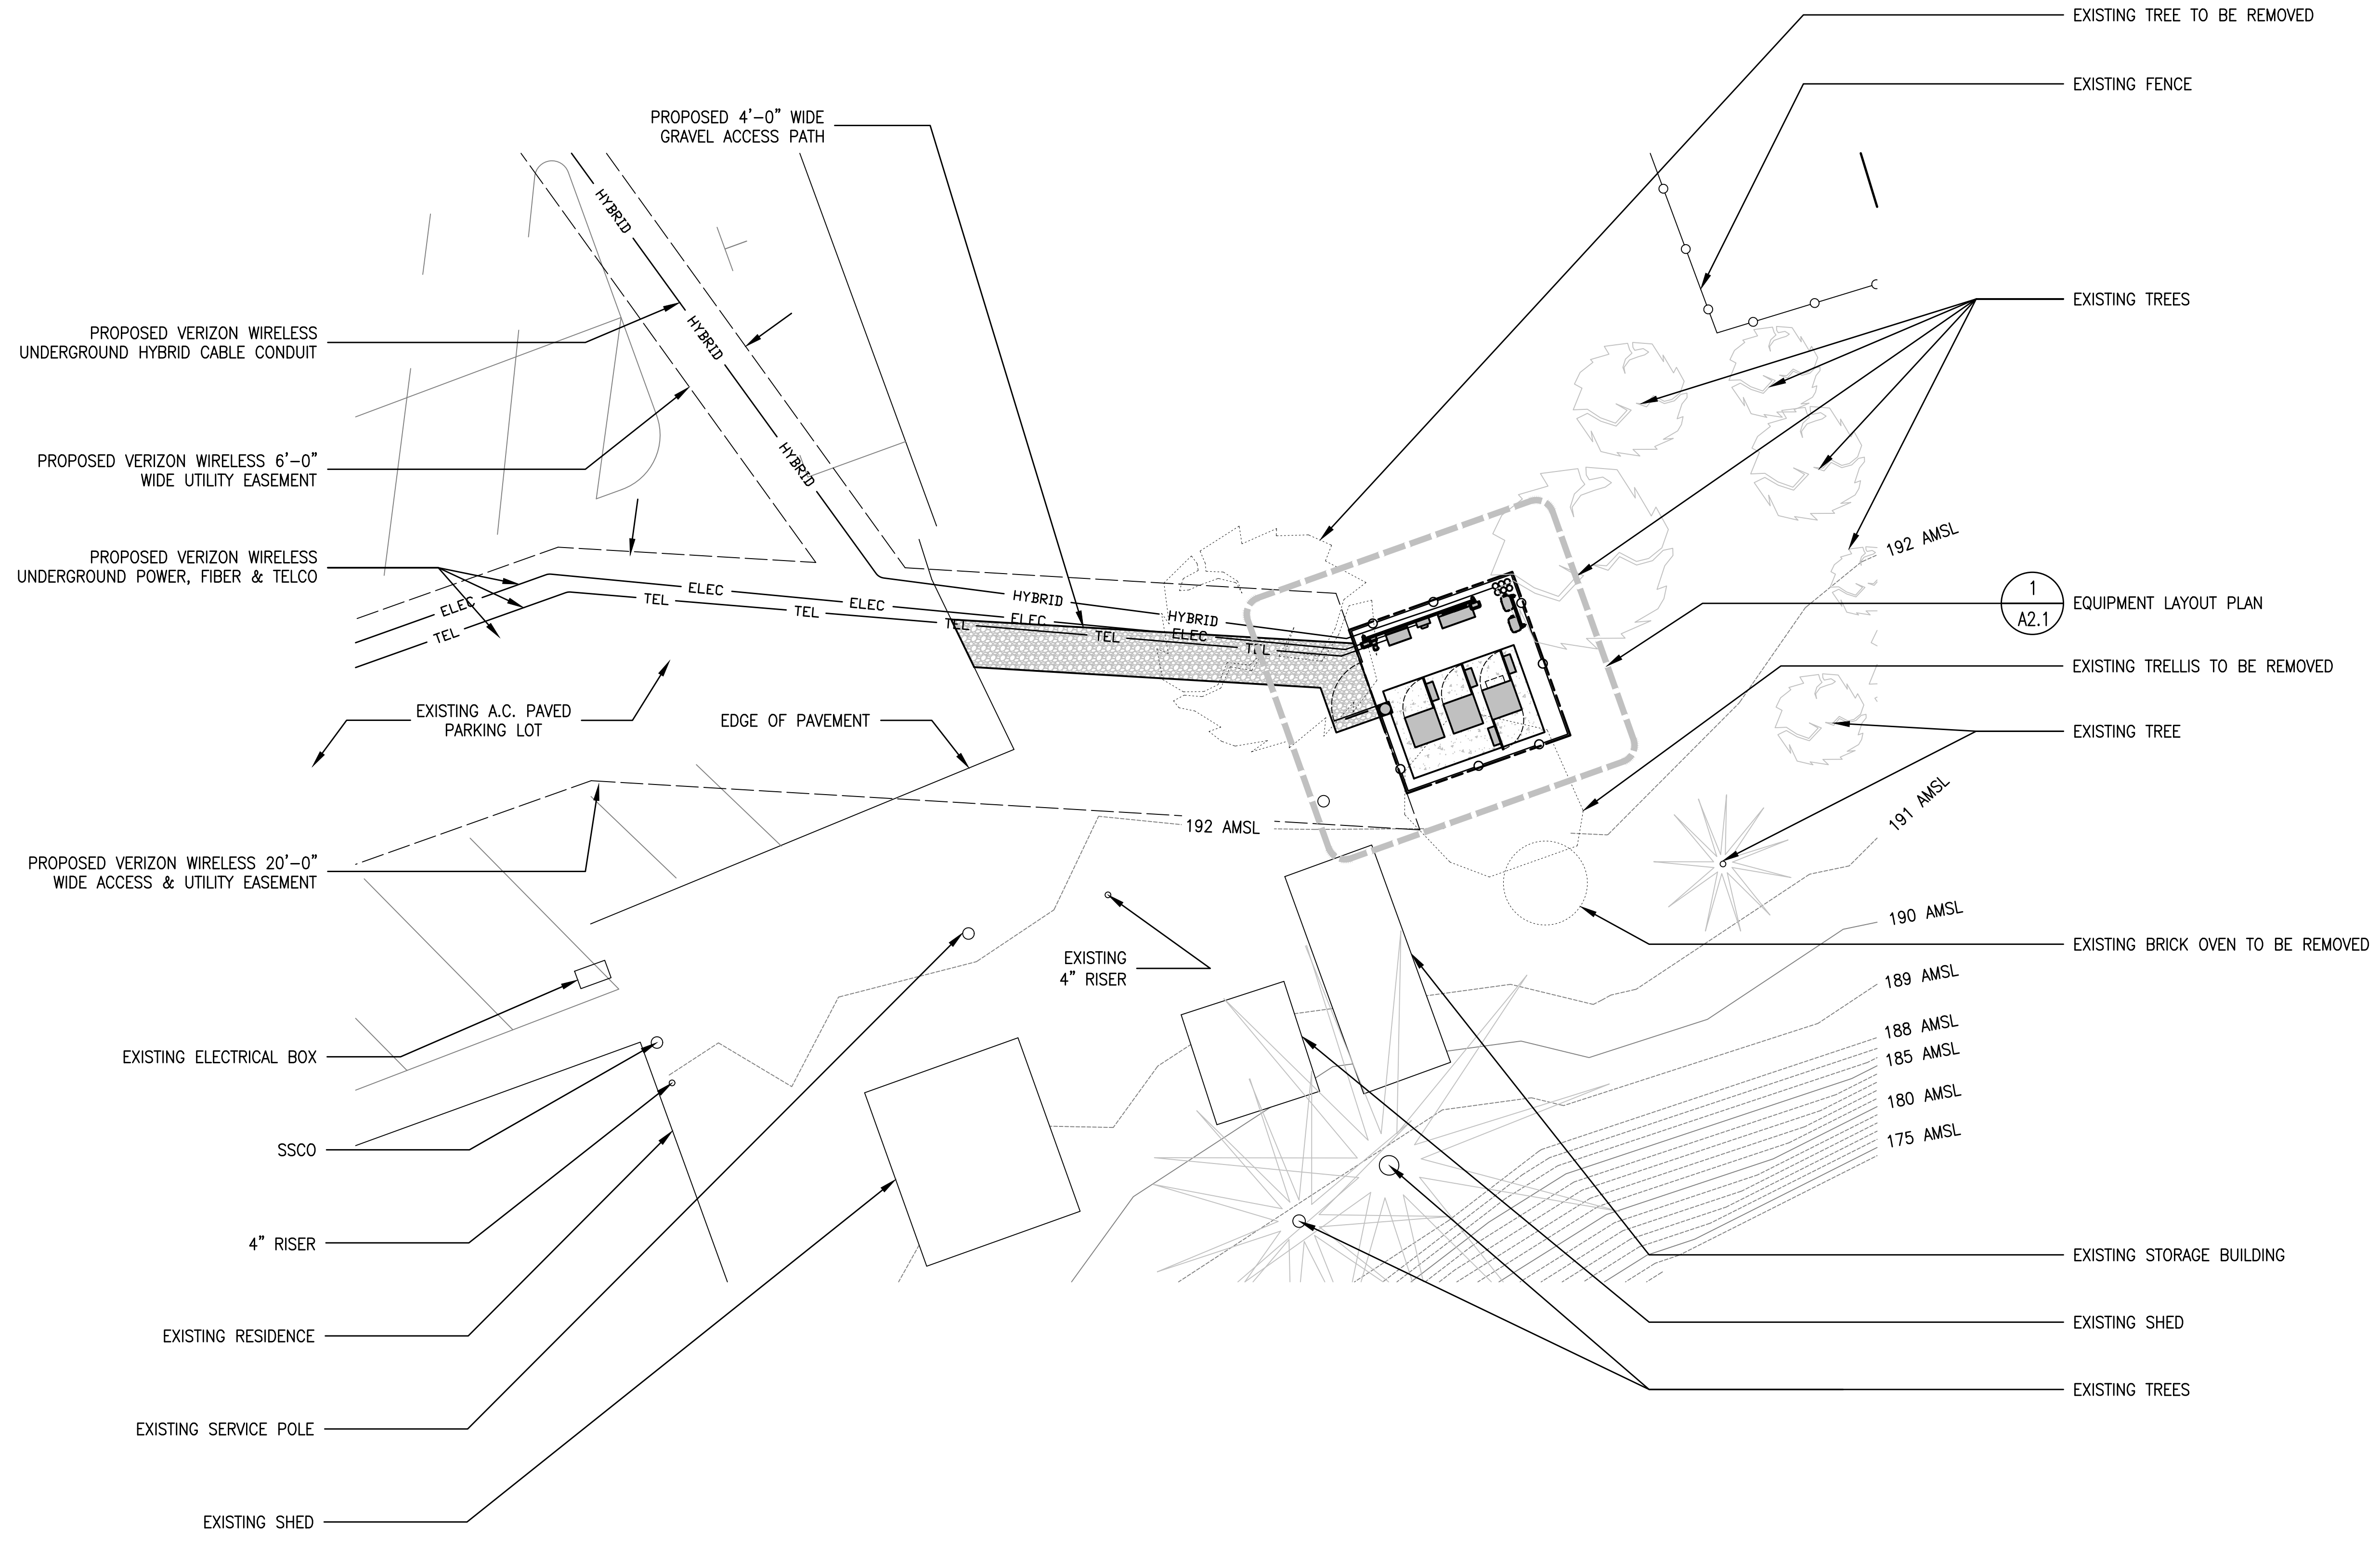 EXISTING TREE TO BE REMOVED
EXISTING FENCE
PROPOSED 4'-0" WIDE
GRAVEL ACCESS PATH
HYBRID
EXISTING TREES
PROPOSED VERIZON WIRELESS
UNDERGROUND HYBRID CABLE CONDUIT
HYBRID
PROPOSED VERIZON WIRELESS 6'-0"
WIDE UTILITY EASEMENT
HYBRID
192 AMSL
PROPOSED VERIZON WIRELESS
UNDERGROUND POWER, FIBER & TELCO
ELEC
TEL
ELEC
TEL
ELEC
TEL
HYBRID
ELEC
TEL
HYBRID
ELEC
TEL
TEL
1
A2.1
EQUIPMENT LAYOUT PLAN
EXISTING TRELLIS TO BE REMOVED
EXISTING A.C. PAVED
PARKING LOT
EDGE OF PAVEMENT
EXISTING TREE
191 AMSL
192 AMSL
PROPOSED VERIZON WIRELESS 20'-0"
WIDE ACCESS & UTILITY EASEMENT
190 AMSL
EXISTING BRICK OVEN TO BE REMOVED
EXISTING
4" RISER
189 AMSL
188 AMSL
185 AMSL
EXISTING ELECTRICAL BOX
180 AMSL
175 AMSL
SSCO
4" RISER
EXISTING STORAGE BUILDING
EXISTING SHED
EXISTING RESIDENCE
EXISTING TREES
EXISTING SERVICE POLE
EXISTING SHED